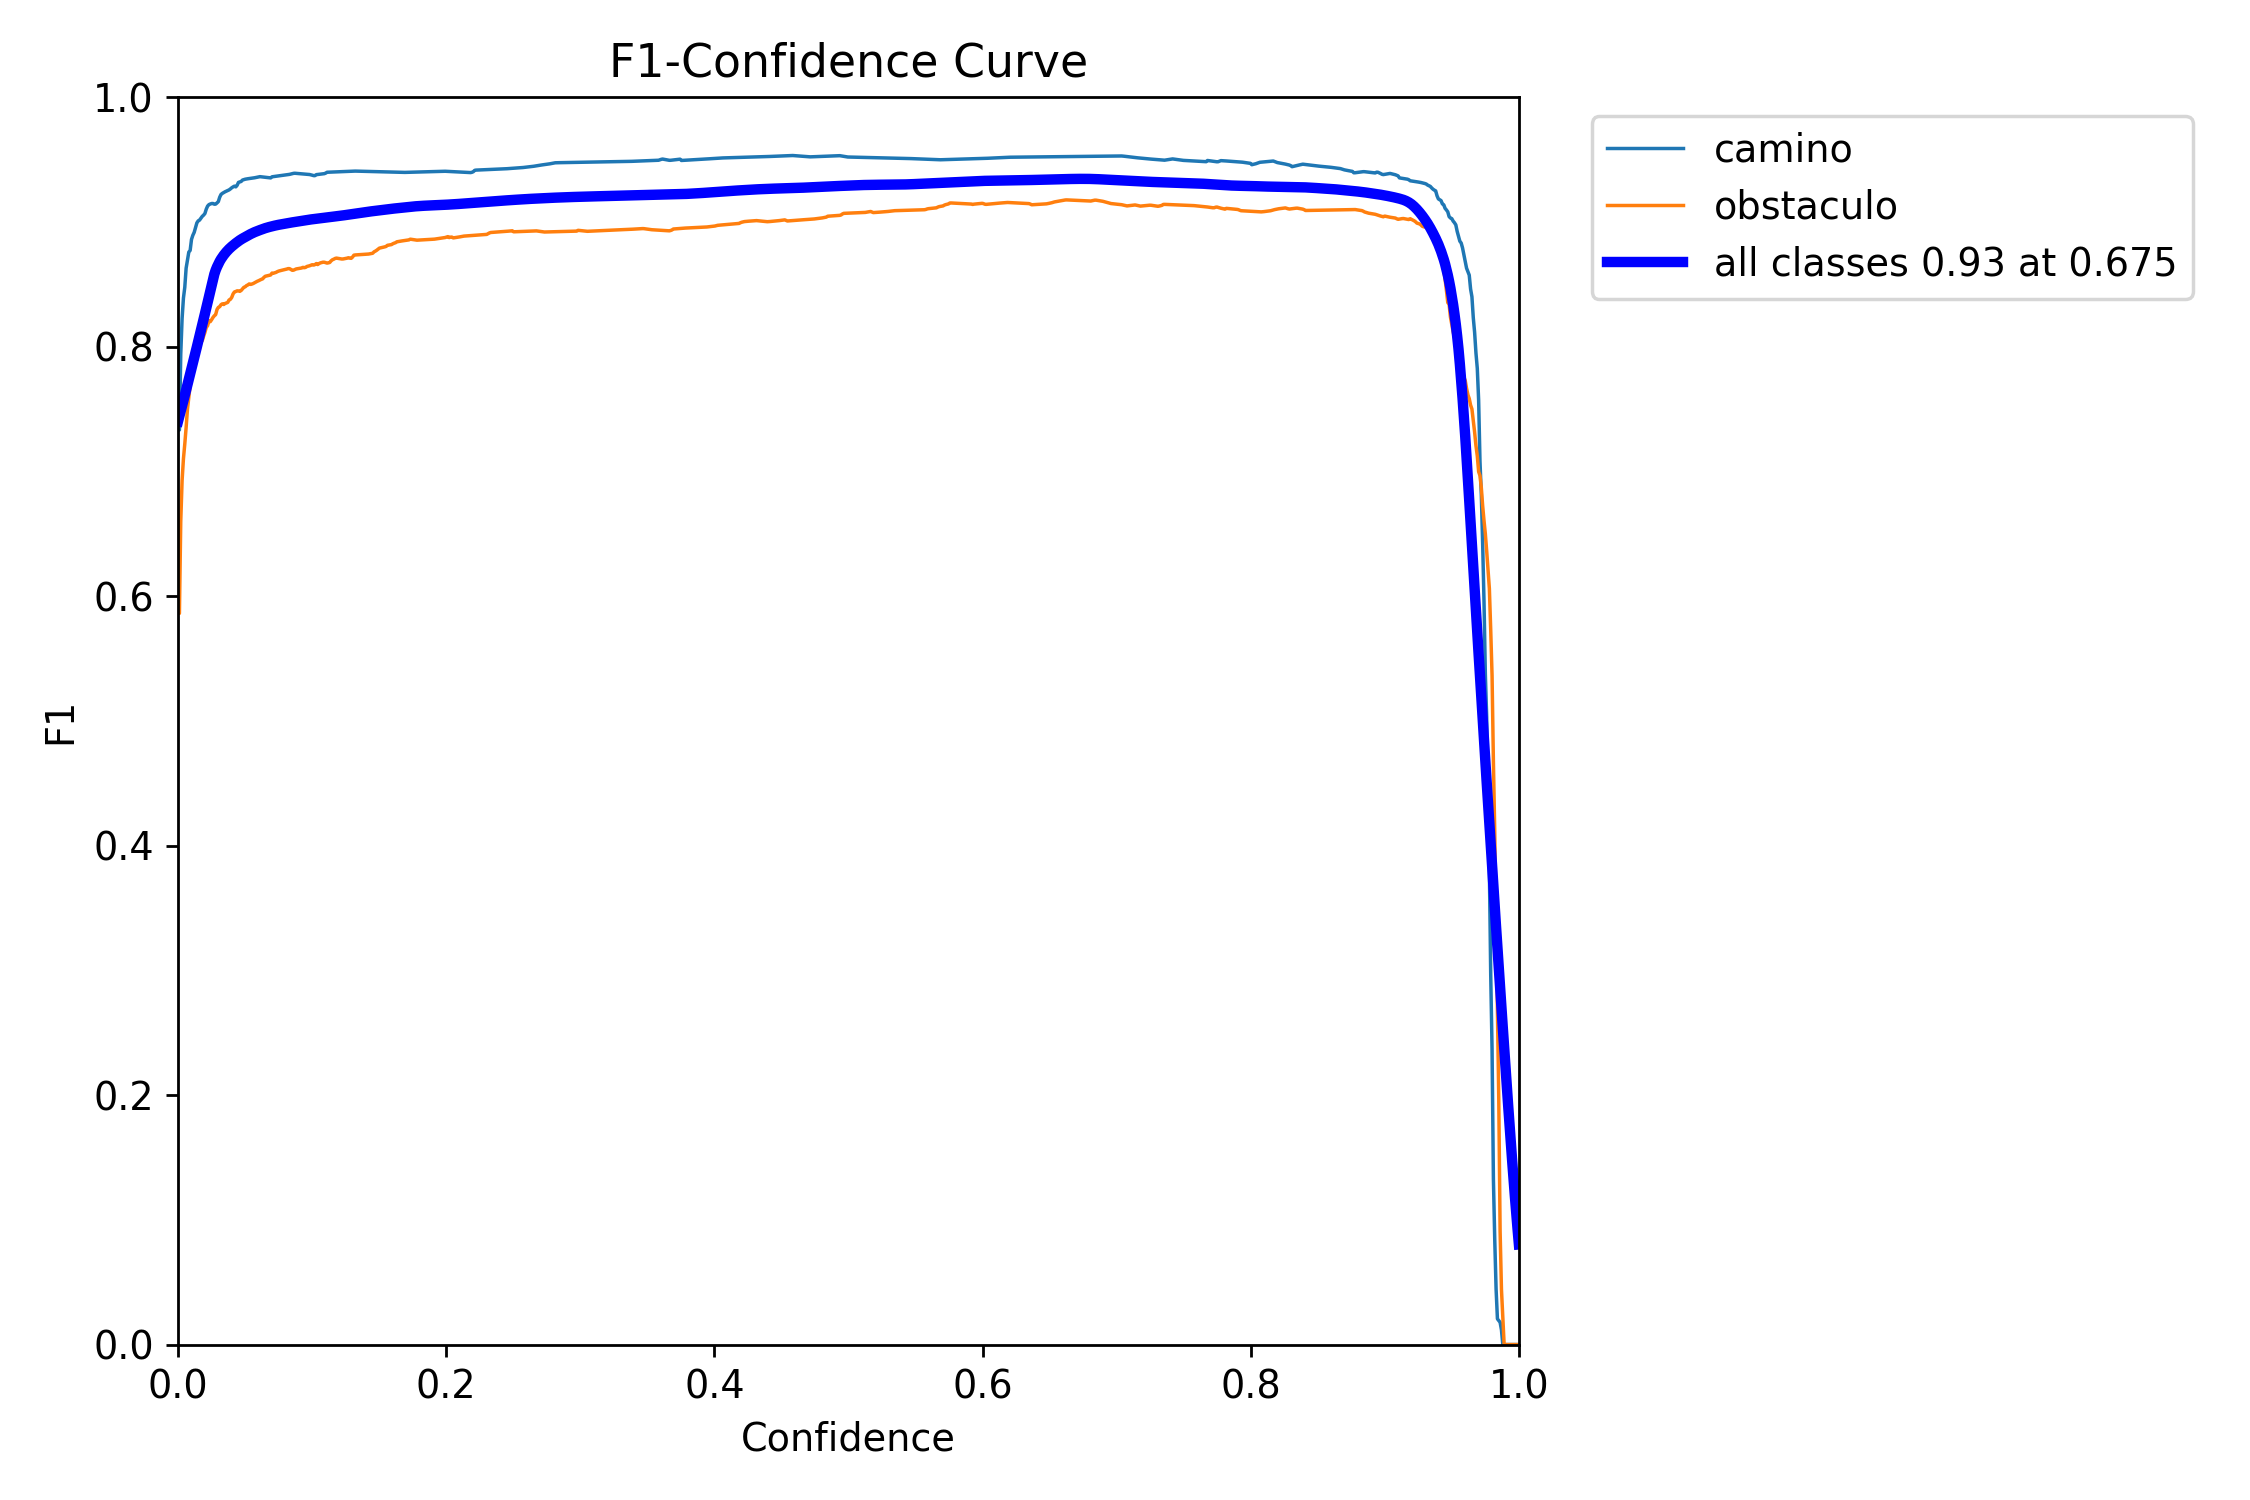 F1-Confidence Curve
1.0
0.8
0.6
0.4
0.2
0.0
F1
0.0 0.2 0.4 0.6 0.8 1.0
Confidence
camino
obstaculo
all classes 0.93 at 0.675